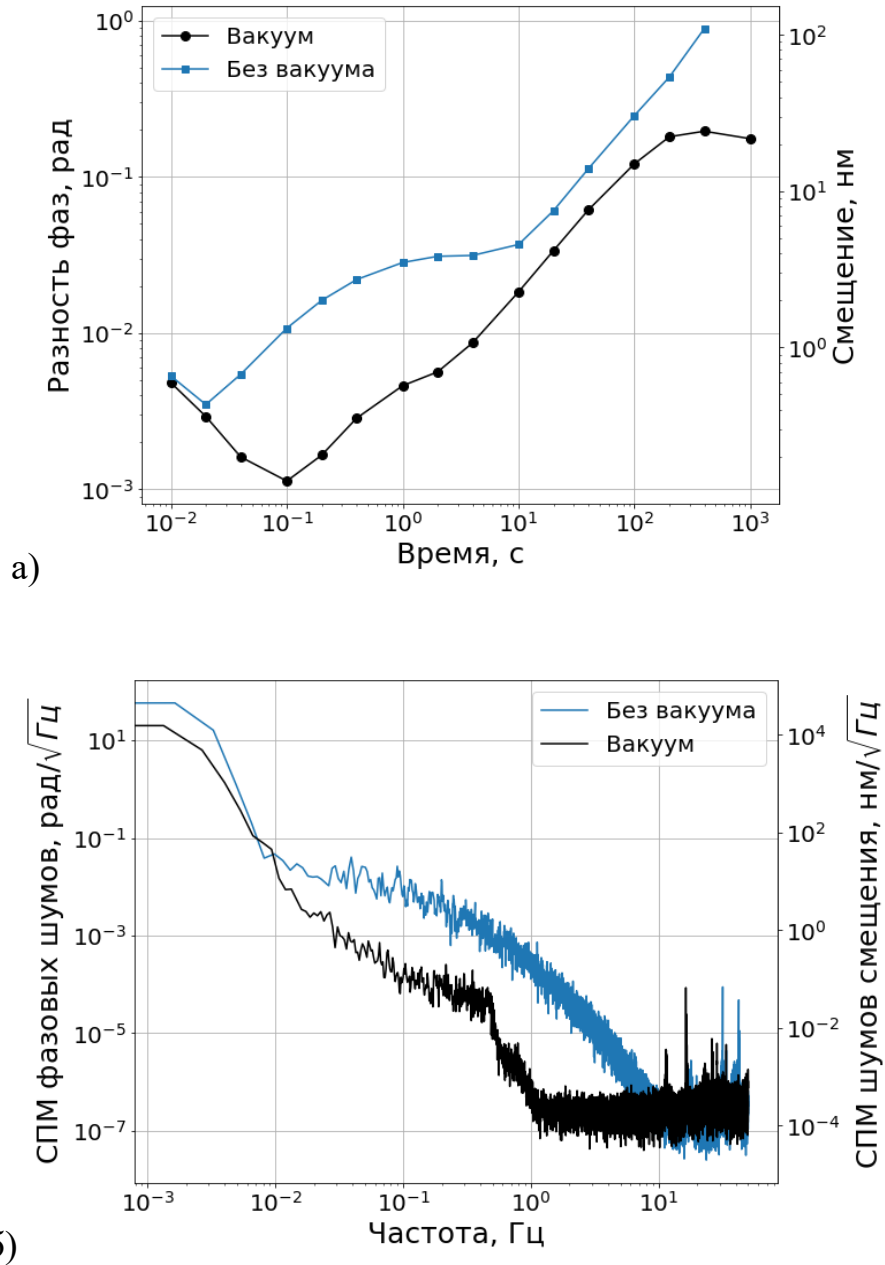 Вакуум
Без вакуума
Разность фаз, рад
10⁰
10⁻¹
10⁻²
10⁻³
Смещение, нм
10²
10¹
10⁰
10⁻² 10⁻¹ 10⁰ 10¹ 10² 10³
Время, с
а)
Без вакуума
Вакуум
СПМ фазовых шумов, рад/√Гц
10¹
10⁻¹
10⁻³
10⁻⁵
10⁻⁷
СПМ шумов смещения, нм/√Гц
10⁴
10²
10⁰
10⁻²
10⁻⁴
10⁻³ 10⁻² 10⁻¹ 10⁰ 10¹
Частота, Гц
б)